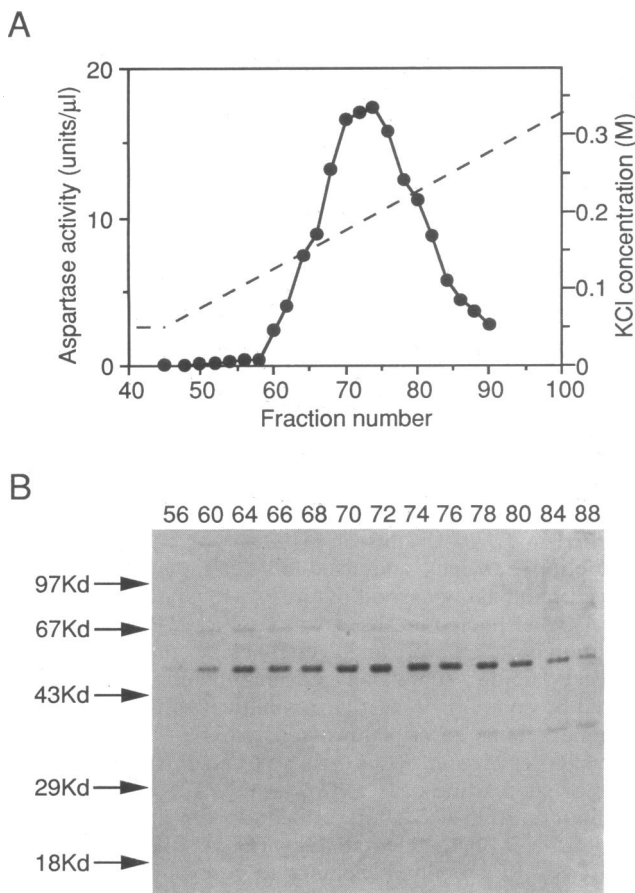 A
Aspartase activity (units/µl)
20
10
0
40 50 60 70 80 90 100
Fraction number
0.3
0.2
0.1
0
KCl concentration (M)
B
56 60 64 66 68 70 72 74 76 78 80 84 88
97Kd
67Kd
43Kd
29Kd
18Kd